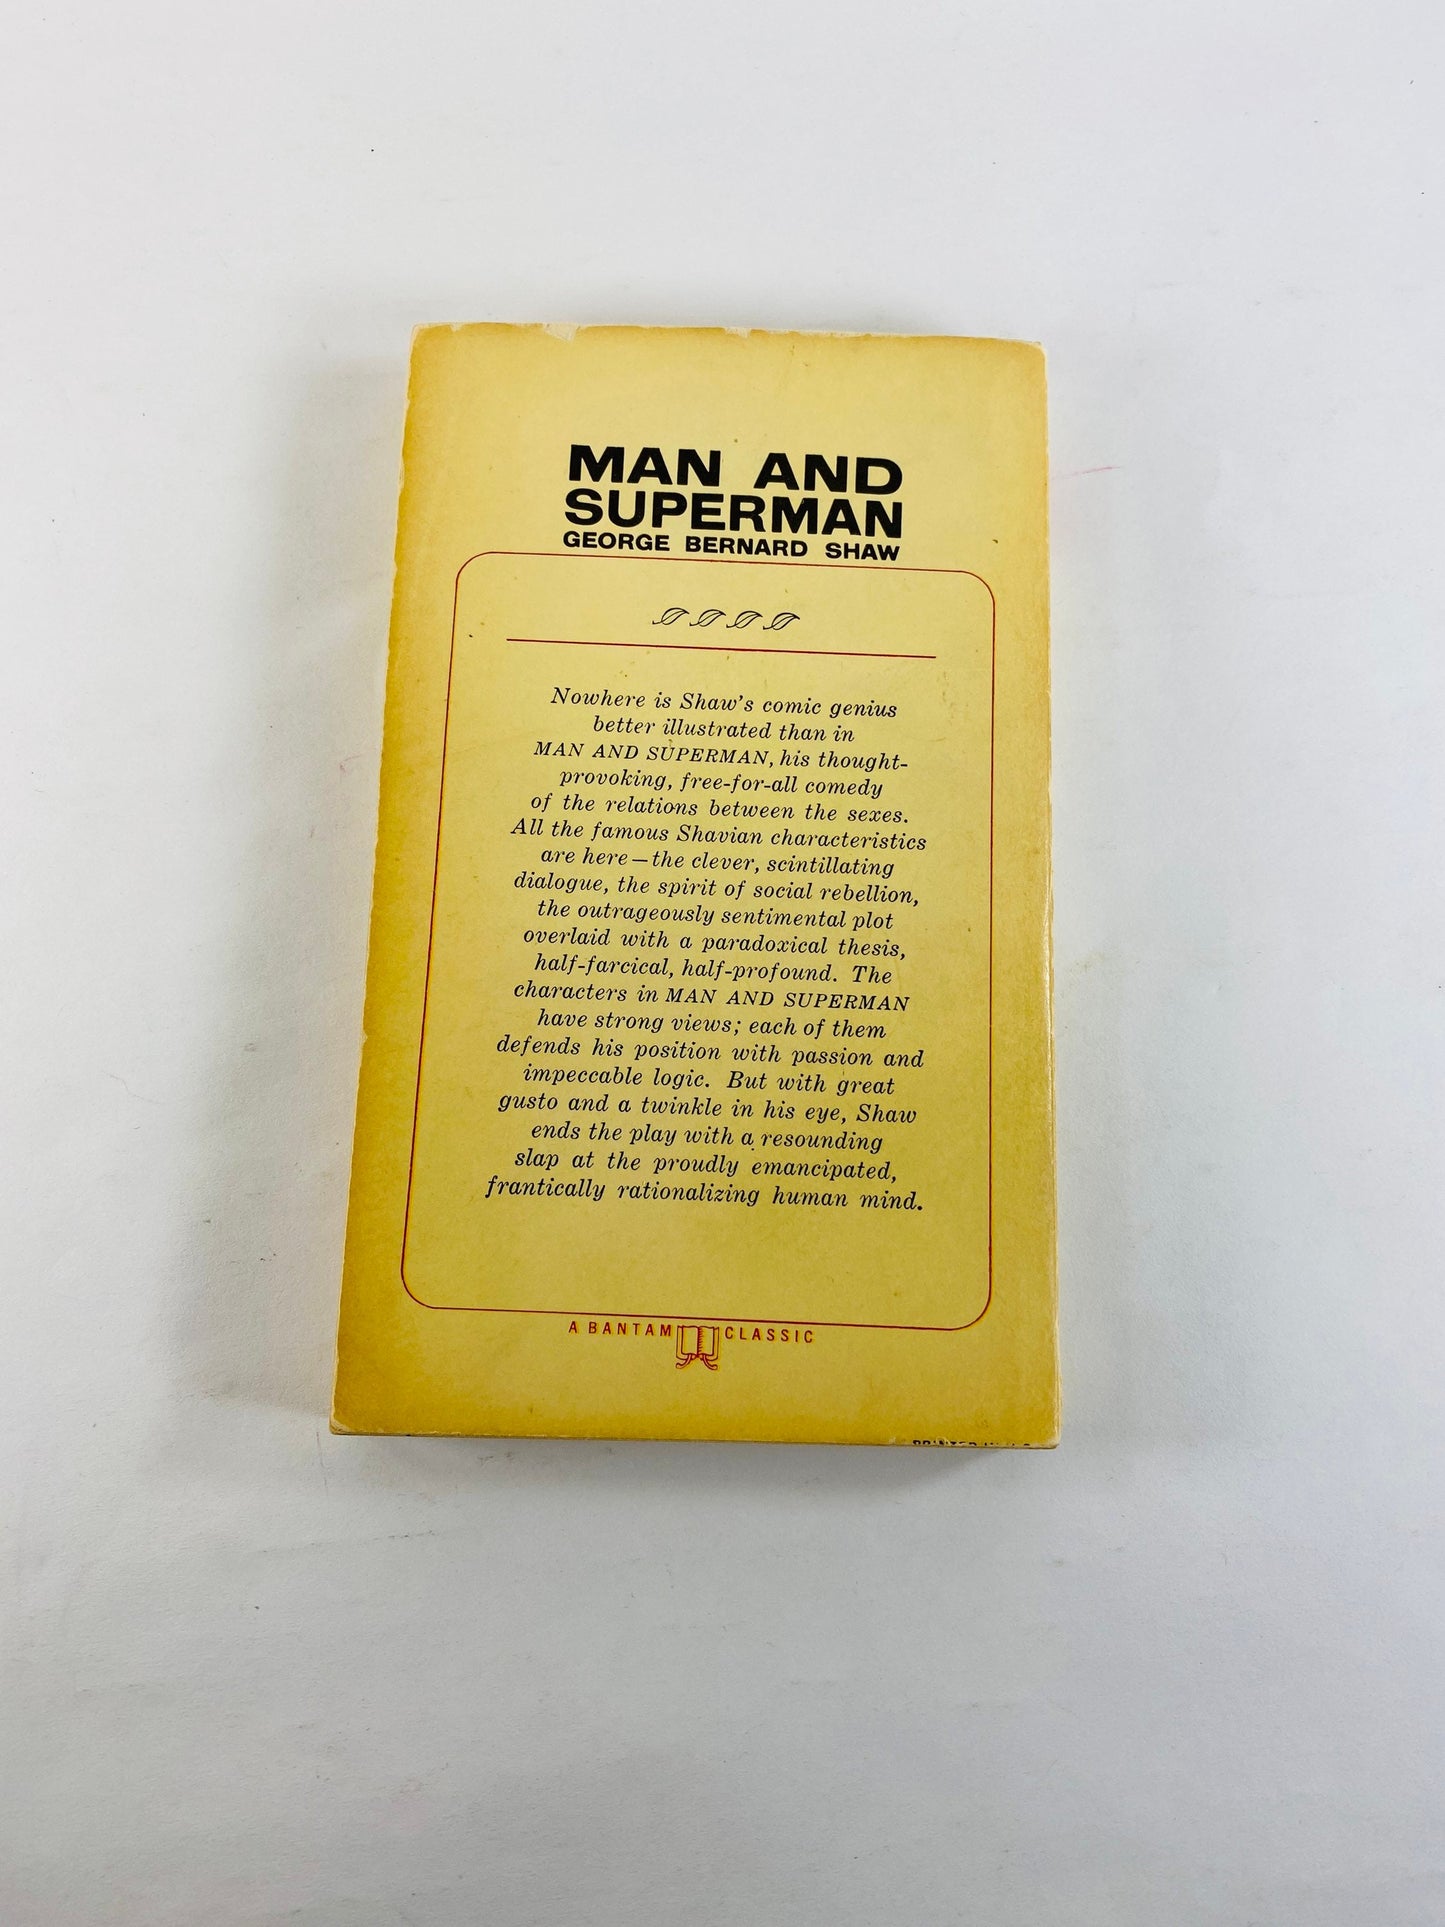 MAN AND
SUPERMAN
GEORGE BERNARD SHAW
Nowhere is Shaw's comic genius
better illustrated than in
MAN AND SUPERMAN, his thought-
provoking, free-for-all comedy
of the relations between the sexes.
All the famous Shavian characteristics
are here—the clever, scintillating
dialogue, the spirit of social rebellion,
the outrageously sentimental plot
overlaid with a paradoxical thesis,
half-farcical, half-profound. The
characters in MAN AND SUPERMAN
have strong views; each of them
defends his position with passion and
impeccable logic. But with great
gusto and a twinkle in his eye, Shaw
ends the play with a resounding
slap at the proudly emancipated,
frantically rationalizing human mind.
A BANTAM CLASSIC